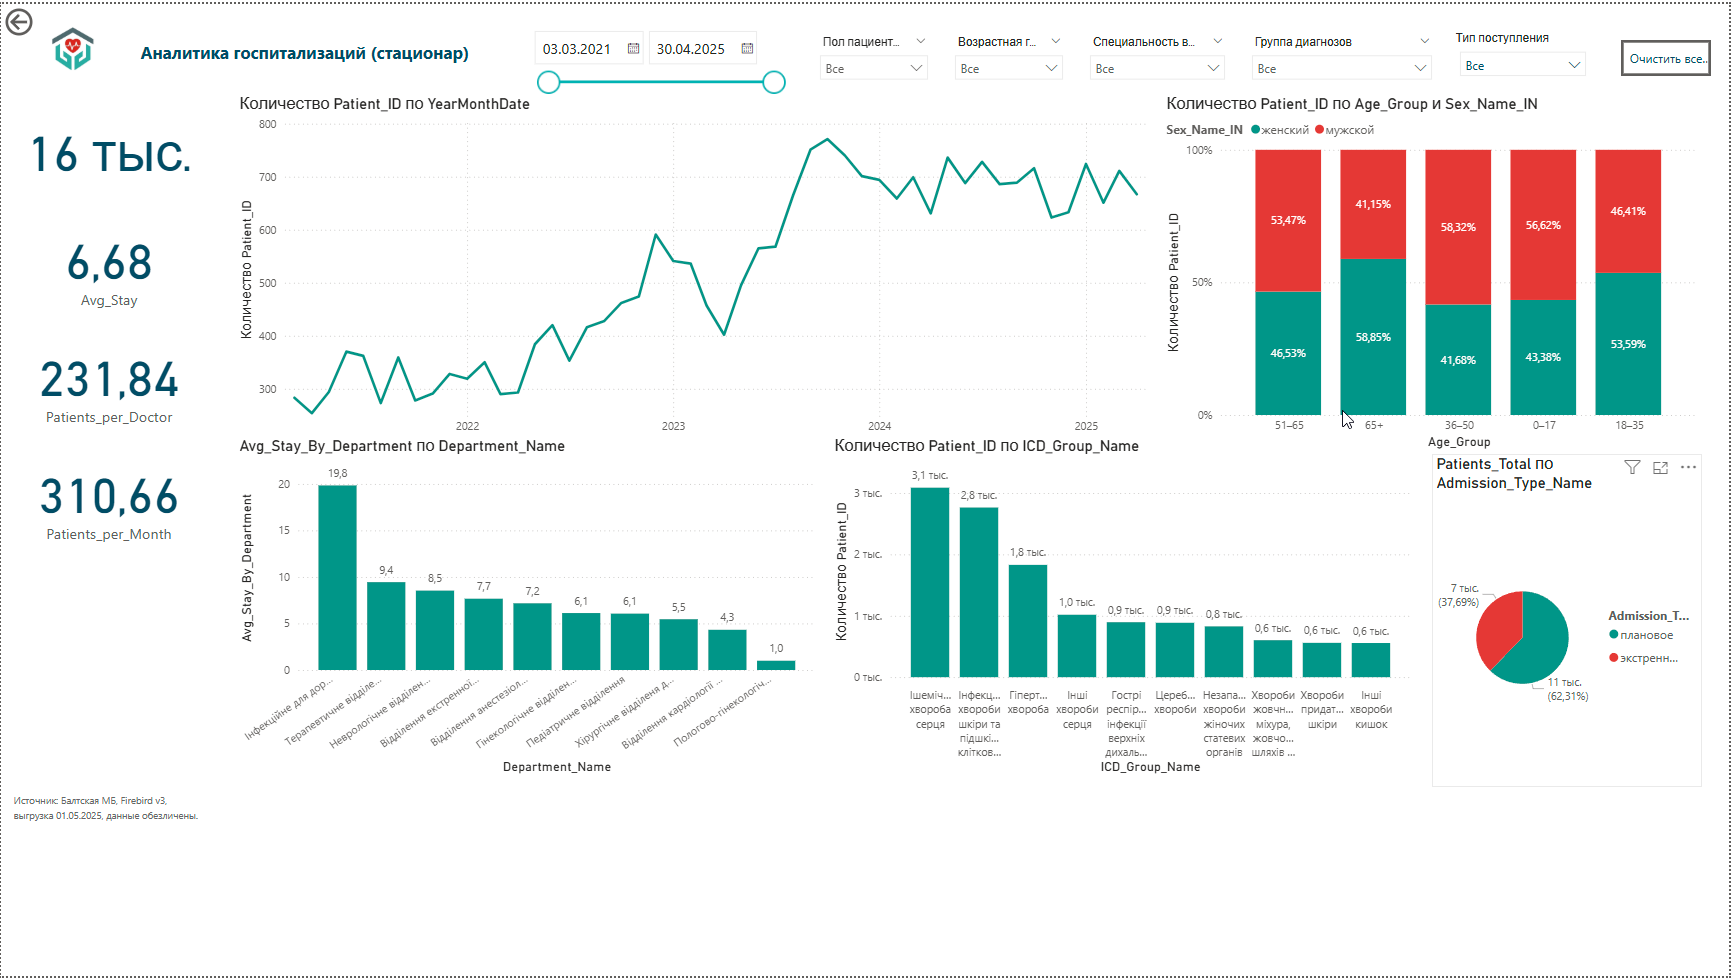 Аналитика госпитализаций (стационар)
03.03.2021
30.04.2025
Пол пациент...
Все
Возрастная г...
Все
Специальность в...
Все
Группа диагнозов
Все
Тип поступления
Все
Очистить все..
16 тыс.
6,68
Avg_Stay
231,84
Patients_per_Doctor
310,66
Patients_per_Month
Количество Patient_ID по YearMonthDate
Количество Patient_ID
800
700
600
500
400
300
2022
2023
2024
2025
Количество Patient_ID по Age_Group и Sex_Name_IN
Sex_Name_IN
женский
мужской
Количество Patient_ID
100%
50%
0%
53,47%
41,15%
58,32%
56,62%
46,41%
46,53%
58,85%
41,68%
43,38%
53,59%
51–65
65+
36–50
0–17
18–35
Age_Group
Avg_Stay_By_Department по Department_Name
Avg_Stay_By_Department
20
15
10
5
0
19,8
9,4
8,5
7,7
7,2
6,1
6,1
5,5
4,3
1,0
Інфекційне для дор...
Терапевтичне відділе...
Неврологічне відділен...
Відділення екстренної...
Відділення анестезіол...
Гінекологічне відділен...
Педіатричне відділення
Хірургічне відділеня д...
Відділення кардіології ...
Пологово-гінекологіч...
Department_Name
Количество Patient_ID по ICD_Group_Name
Количество Patient_ID
3 тыс.
2 тыс.
1 тыс.
0 тыс.
3,1 тыс.
2,8 тыс.
1,8 тыс.
1,0 тыс.
0,9 тыс.
0,9 тыс.
0,8 тыс.
0,6 тыс.
0,6 тыс.
0,6 тыс.
Ішеміч...
хвороба
серця
Інфекц...
хвороби
шкіри та
підшкі...
клітков...
Гіперт...
хвороба
Інші
хвороби
серця
Гострі
респір...
інфекції
верхніх
дихаль...
Цереб...
хвороби
Незапа...
хвороби
жіночих
статевих
органів
Хвороби
жовчн...
міхура,
жовчо...
шляхів ...
Хвороби
придат...
шкіри
Інші
хвороби
кишок
ICD_Group_Name
Patients_Total по
Admission_Type_Name
7 тыс.
(37,69%)
11 тыс.
(62,31%)
Admission_T...
плановое
экстренн...
Источник: Балтская МБ, Firebird v3,
выгрузка 01.05.2025, данные обезличены.